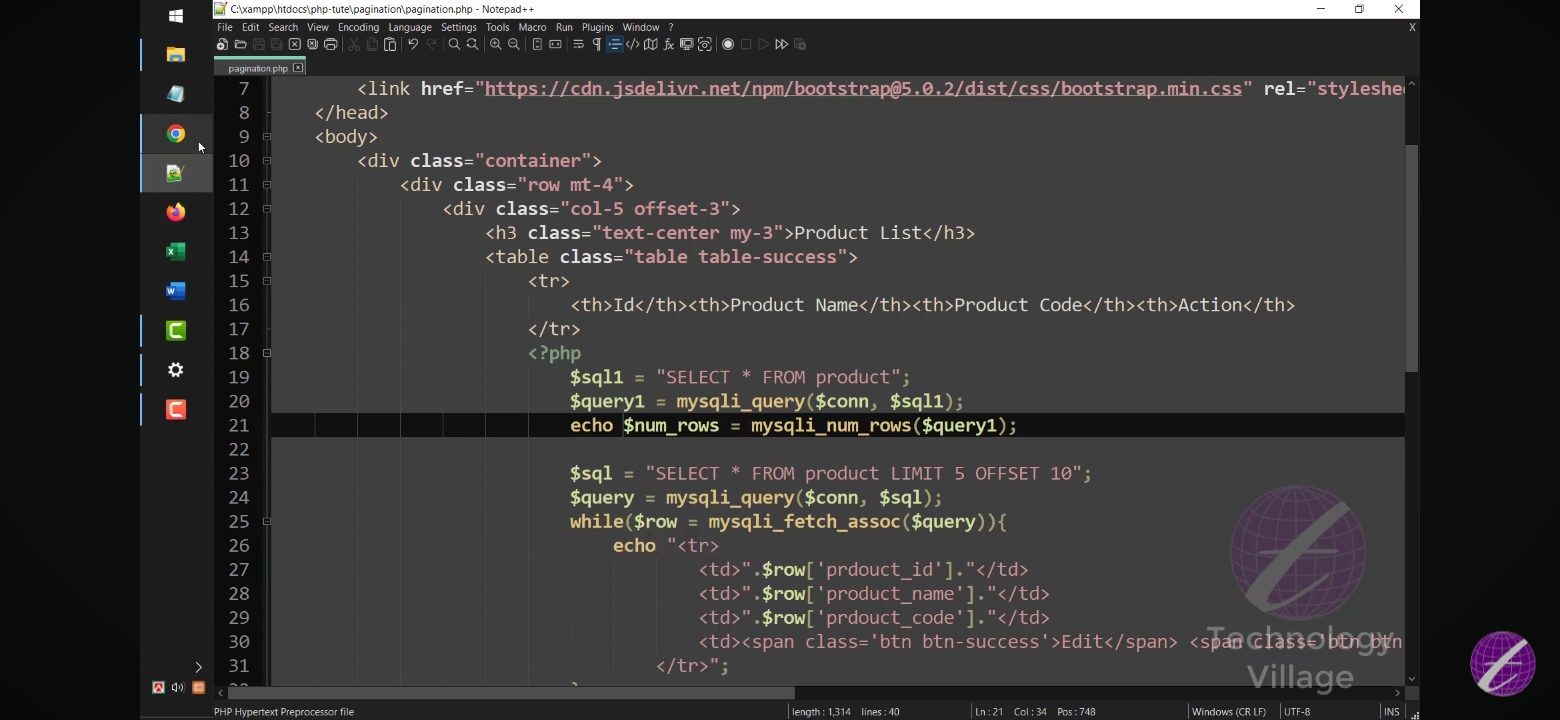 C:\xampp\htdocs\php-tute\pagination\pagination.php - Notepad++
File Edit Search View Encoding Language Settings Tools Macro Run Plugins Window ? X
pagination.php
7 <link href="https://cdn.jsdelivr.net/npm/bootstrap@5.0.2/dist/css/bootstrap.min.css" rel="styleshe
8 </head>
9 <body>
10 <div class="container">
11 <div class="row mt-4">
12 <div class="col-5 offset-3">
13 <h3 class="text-center my-3">Product List</h3>
14 <table class="table table-success">
15 <tr>
16 <th>Id</th><th>Product Name</th><th>Product Code</th><th>Action</th>
17 </tr>
18 <?php
19 $sql1 = "SELECT * FROM product";
20 $query1 = mysqli_query($conn, $sql1);
21 echo $num_rows = mysqli_num_rows($query1);
22
23 $sql = "SELECT * FROM product LIMIT 5 OFFSET 10";
24 $query = mysqli_query($conn, $sql);
25 while($row = mysqli_fetch_assoc($query)){
26 echo "<tr>
27 <td>".$row['prdouct_id']."</td>
28 <td>".$row['product_name']."</td>
29 <td>".$row['prdouct_code']."</td>
30 <td><span class='btn btn-success'>Edit</span> <span class='btn btn
31 </tr>";
Technology
Village
PHP Hypertext Preprocessor file length : 1,314 lines : 40 Ln : 21 Col : 34 Pos : 748 Windows (CR LF) UTF-8 INS